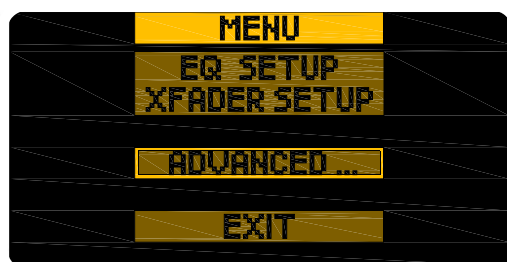 MENU
EQ SETUP
XFADER SETUP
ADVANCED ...
EXIT